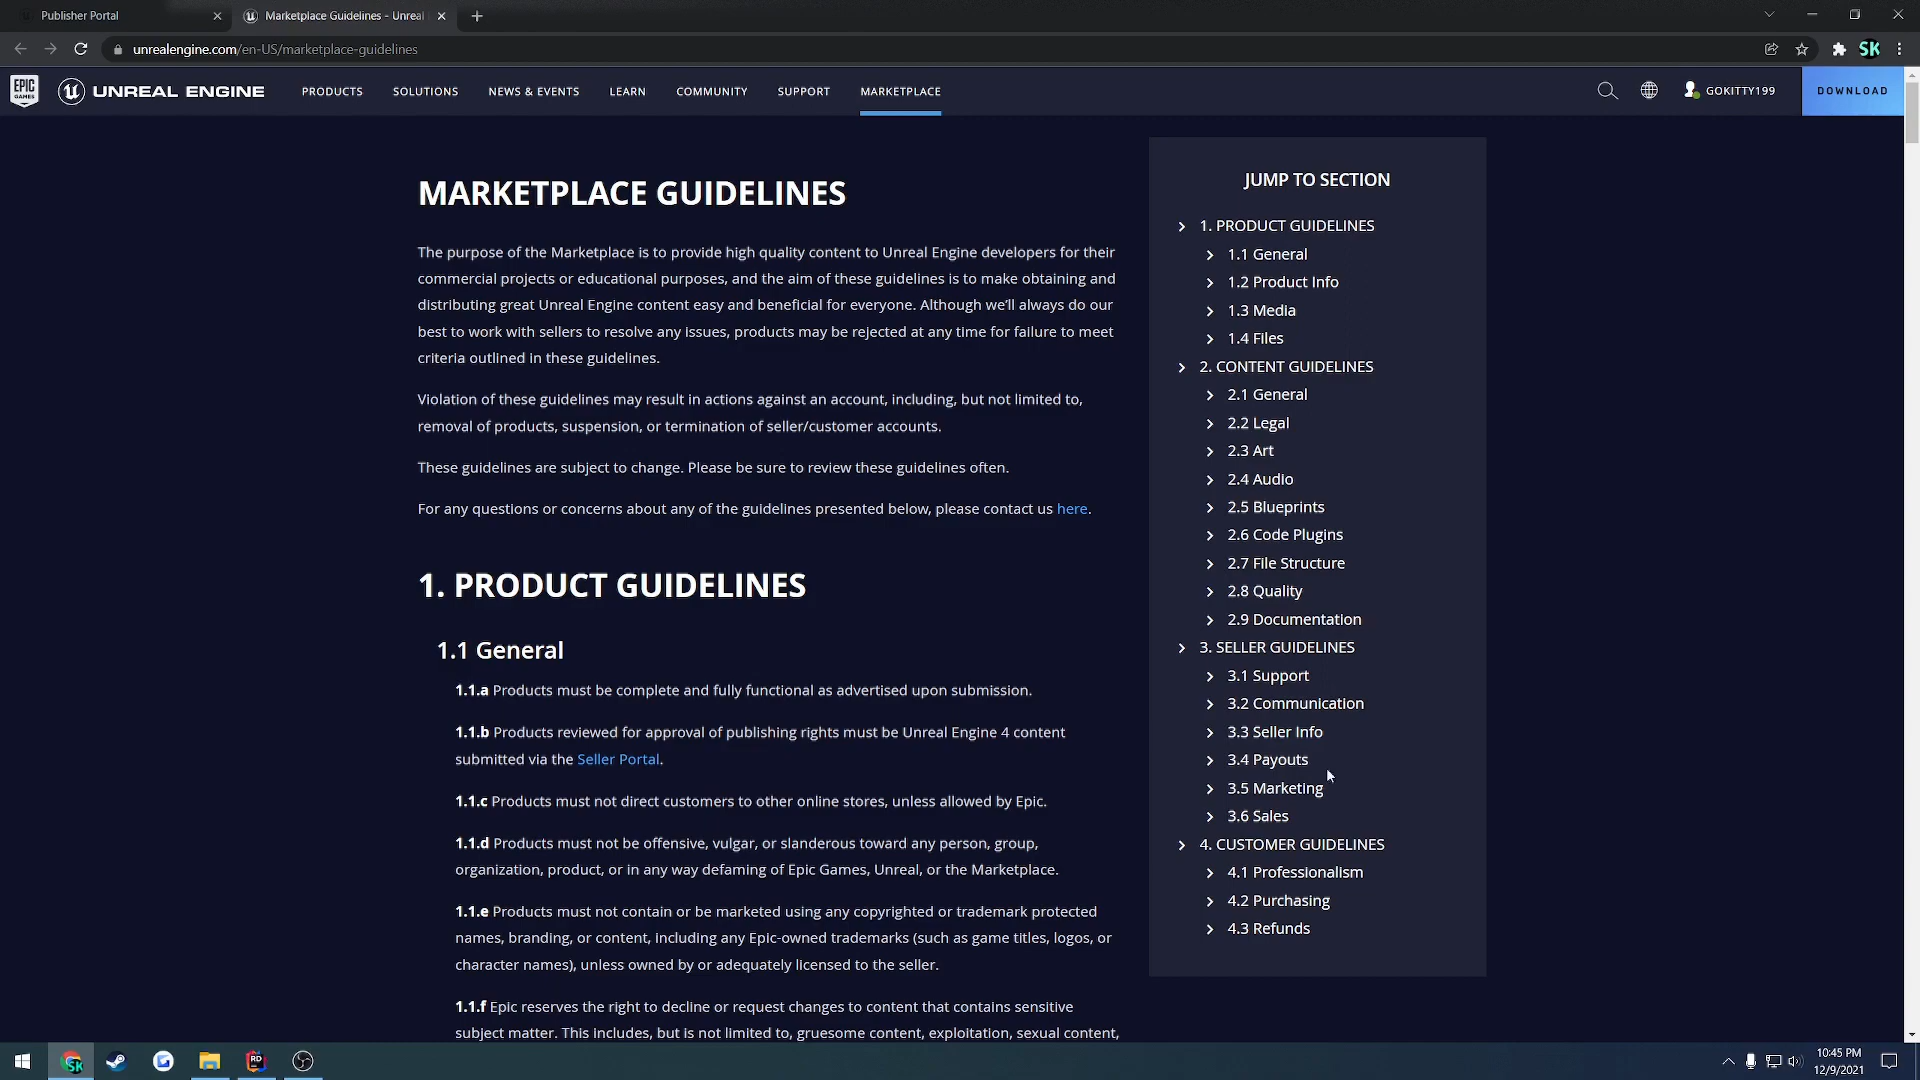 Publisher Portal
Marketplace Guidelines - Unreal
unrealengine.com/en-US/marketplace-guidelines
SK
EPIC GAMES
UNREAL ENGINE
PRODUCTS
SOLUTIONS
NEWS & EVENTS
LEARN
COMMUNITY
SUPPORT
MARKETPLACE
GOKITTY199
DOWNLOAD
MARKETPLACE GUIDELINES
The purpose of the Marketplace is to provide high quality content to Unreal Engine developers for their
commercial projects or educational purposes, and the aim of these guidelines is to make obtaining and
distributing great Unreal Engine content easy and beneficial for everyone. Although we'll always do our
best to work with sellers to resolve any issues, products may be rejected at any time for failure to meet
criteria outlined in these guidelines.
Violation of these guidelines may result in actions against an account, including, but not limited to,
removal of products, suspension, or termination of seller/customer accounts.
These guidelines are subject to change. Please be sure to review these guidelines often.
For any questions or concerns about any of the guidelines presented below, please contact us here.
1. PRODUCT GUIDELINES
1.1 General
1.1.a Products must be complete and fully functional as advertised upon submission.
1.1.b Products reviewed for approval of publishing rights must be Unreal Engine 4 content
submitted via the Seller Portal.
1.1.c Products must not direct customers to other online stores, unless allowed by Epic.
1.1.d Products must not be offensive, vulgar, or slanderous toward any person, group,
organization, product, or in any way defaming of Epic Games, Unreal, or the Marketplace.
1.1.e Products must not contain or be marketed using any copyrighted or trademark protected
names, branding, or content, including any Epic-owned trademarks (such as game titles, logos, or
character names), unless owned by or adequately licensed to the seller.
1.1.f Epic reserves the right to decline or request changes to content that contains sensitive
subject matter. This includes, but is not limited to, gruesome content, exploitation, sexual content,
JUMP TO SECTION
1. PRODUCT GUIDELINES
1.1 General
1.2 Product Info
1.3 Media
1.4 Files
2. CONTENT GUIDELINES
2.1 General
2.2 Legal
2.3 Art
2.4 Audio
2.5 Blueprints
2.6 Code Plugins
2.7 File Structure
2.8 Quality
2.9 Documentation
3. SELLER GUIDELINES
3.1 Support
3.2 Communication
3.3 Seller Info
3.4 Payouts
3.5 Marketing
3.6 Sales
4. CUSTOMER GUIDELINES
4.1 Professionalism
4.2 Purchasing
4.3 Refunds
SK
RD
10:45 PM
12/9/2021